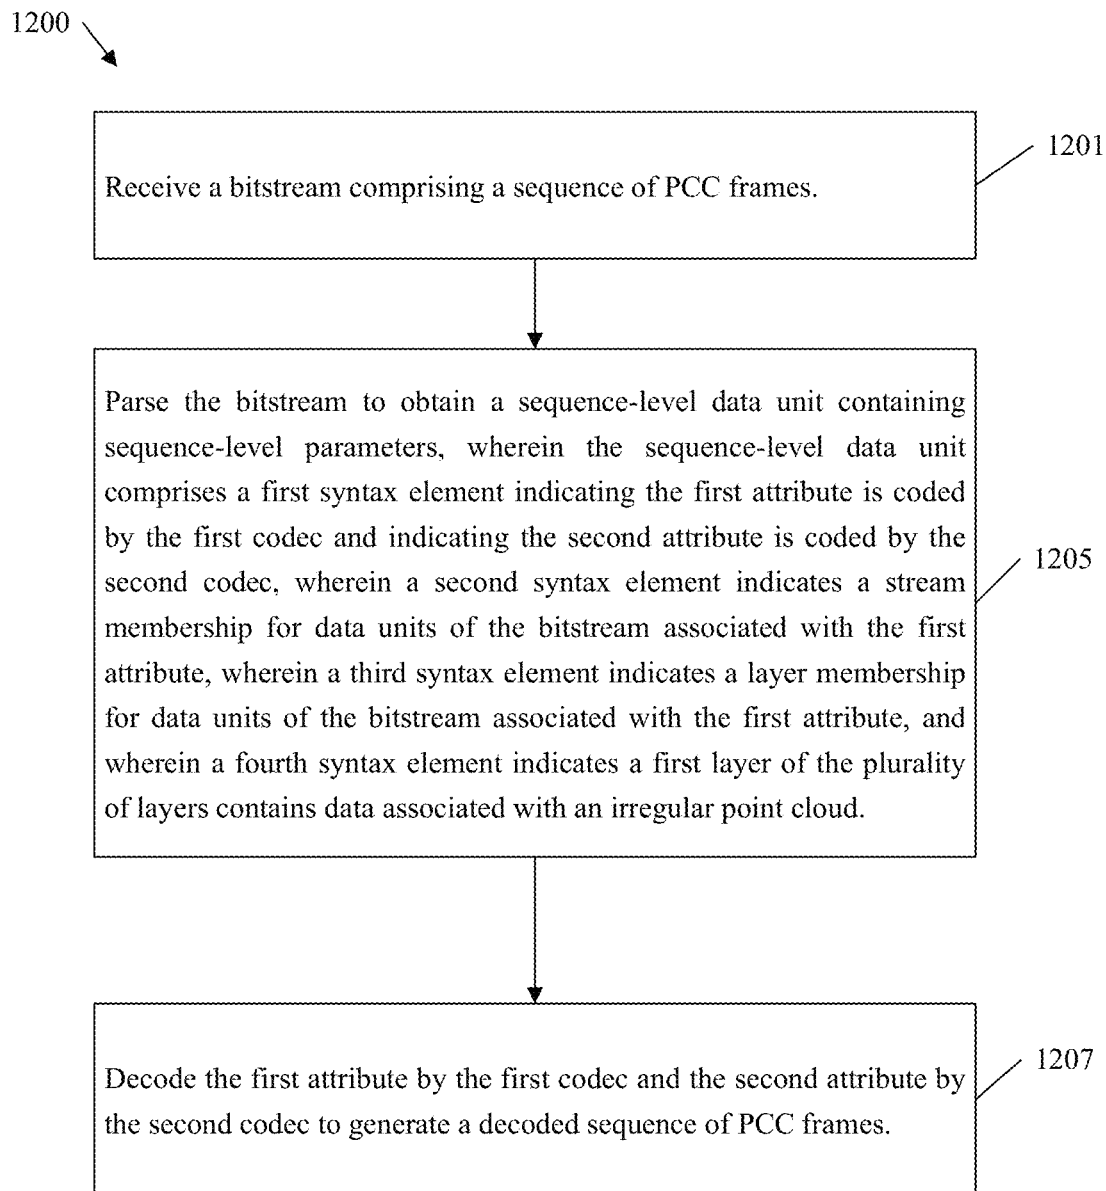 1200
1201
Receive a bitstream comprising a sequence of PCC frames.
Parse the bitstream to obtain a sequence-level data unit containing
sequence-level parameters, wherein the sequence-level data unit
comprises a first syntax element indicating the first attribute is coded
by the first codec and indicating the second attribute is coded by the
second codec, wherein a second syntax element indicates a stream
membership for data units of the bitstream associated with the first
attribute, wherein a third syntax element indicates a layer membership
for data units of the bitstream associated with the first attribute, and
wherein a fourth syntax element indicates a first layer of the plurality
of layers contains data associated with an irregular point cloud.
1205
Decode the first attribute by the first codec and the second attribute by
the second codec to generate a decoded sequence of PCC frames.
1207